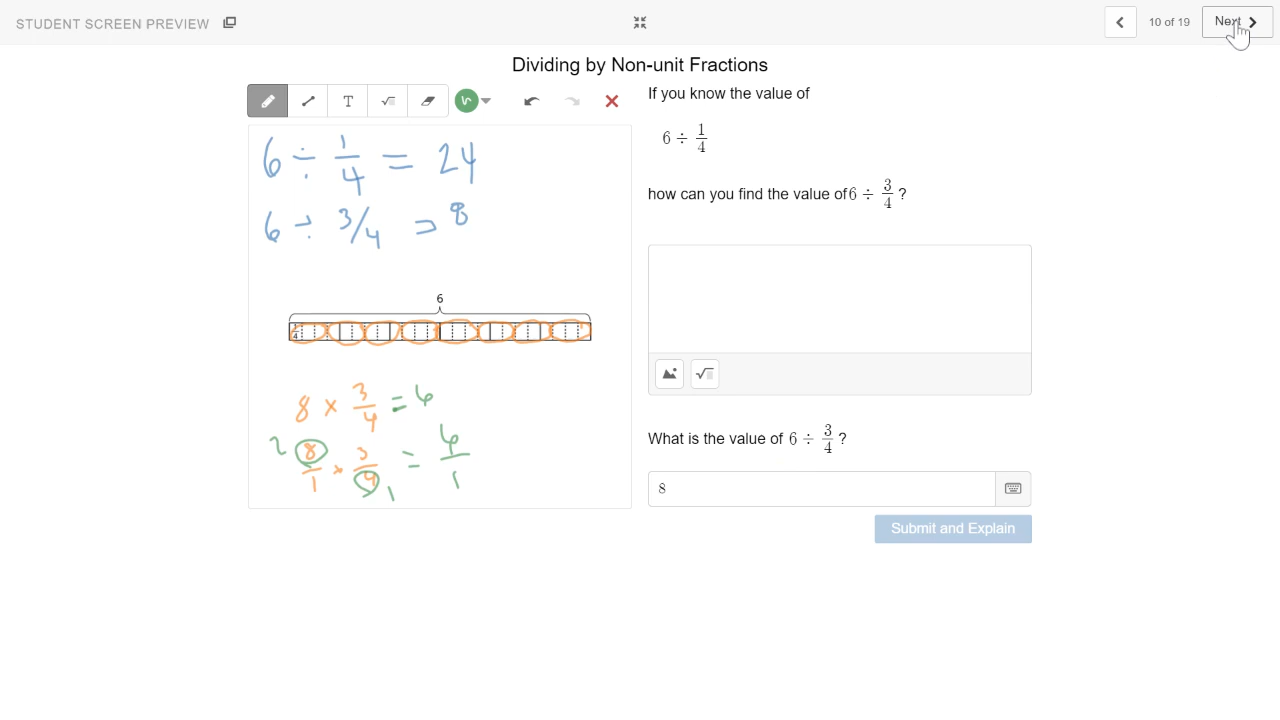 STUDENT SCREEN PREVIEW
10 of 19
Next
Dividing by Non-unit Fractions
T
√
6 ÷ 1/4 = 24
6 ÷ 3/4 = 8
6
1/4
8 × 3/4 = 6
2 8/1 × 3/4 1 = 6/1
If you know the value of
6 ÷ 1/4
how can you find the value of 6 ÷ 3/4 ?
√
What is the value of 6 ÷ 3/4 ?
8
Submit and Explain